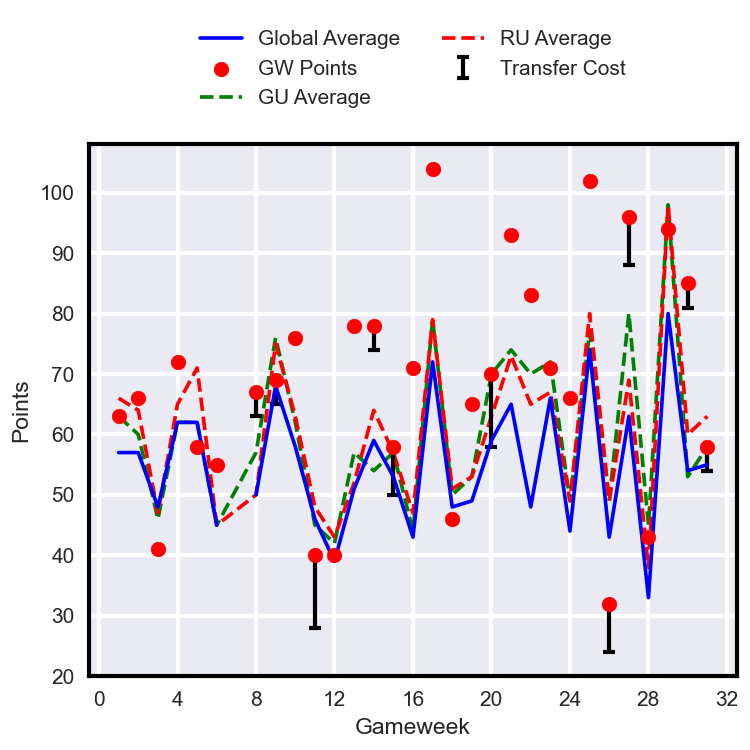 Global Average
GW Points
GU Average
RU Average
Transfer Cost
Points
100
90
80
70
60
50
40
30
20
0 4 8 12 16 20 24 28 32
Gameweek